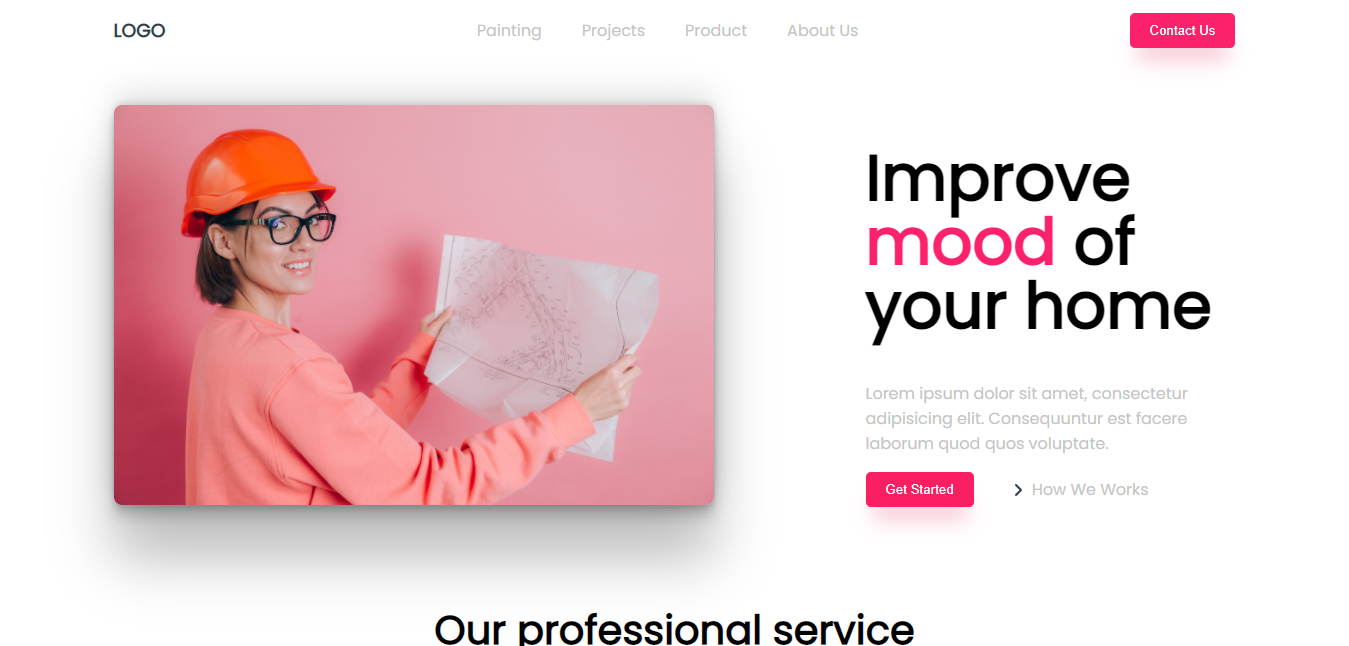 LOGO
Painting Projects Product About Us
Contact Us
Improve
mood of
your home
Lorem ipsum dolor sit amet, consectetur
adipisicing elit. Consequuntur est facere
laborum quod quos voluptate.
Get Started
How We Works
Our professional service